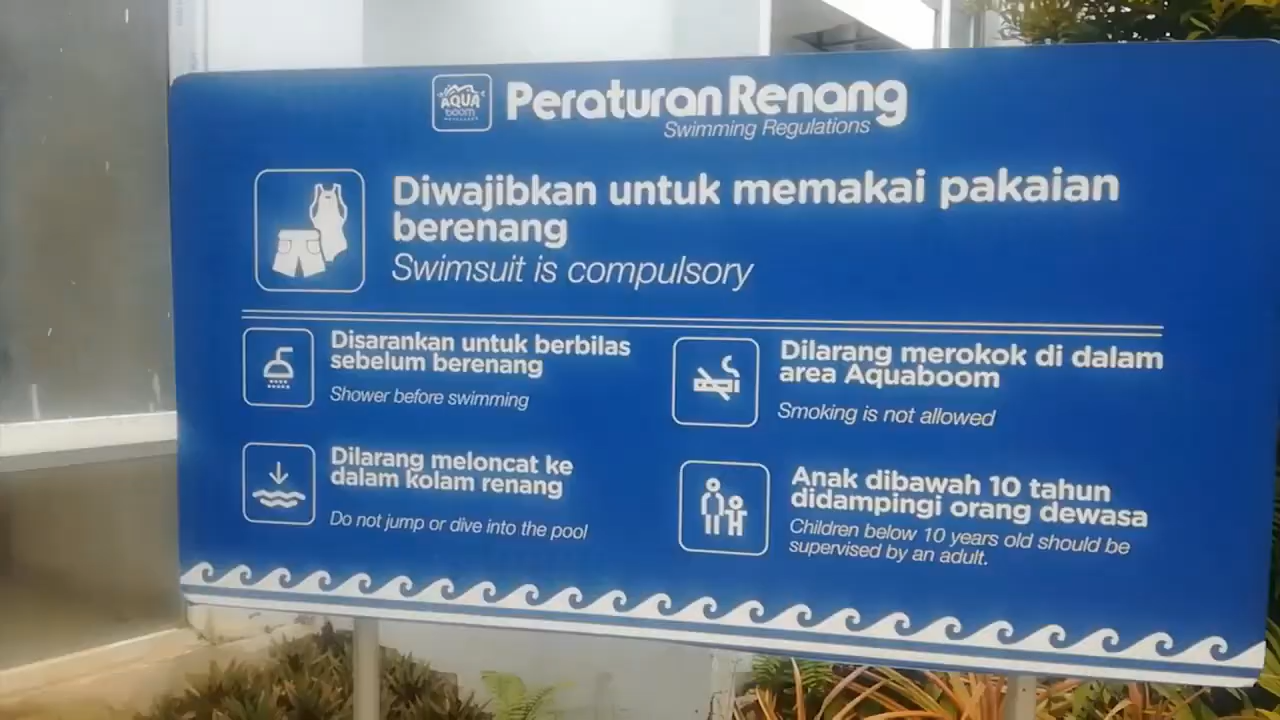 AQUA
boom
Peraturan Renang
Swimming Regulations
Diwajibkan untuk memakai pakaian
berenang
Swimsuit is compulsory
Disarankan untuk berbilas
sebelum berenang
Shower before swimming
Dilarang merokok di dalam
area Aquaboom
Smoking is not allowed
Dilarang meloncat ke
dalam kolam renang
Do not jump or dive into the pool
Anak dibawah 10 tahun
didampingi orang dewasa
Children below 10 years old should be
supervised by an adult.